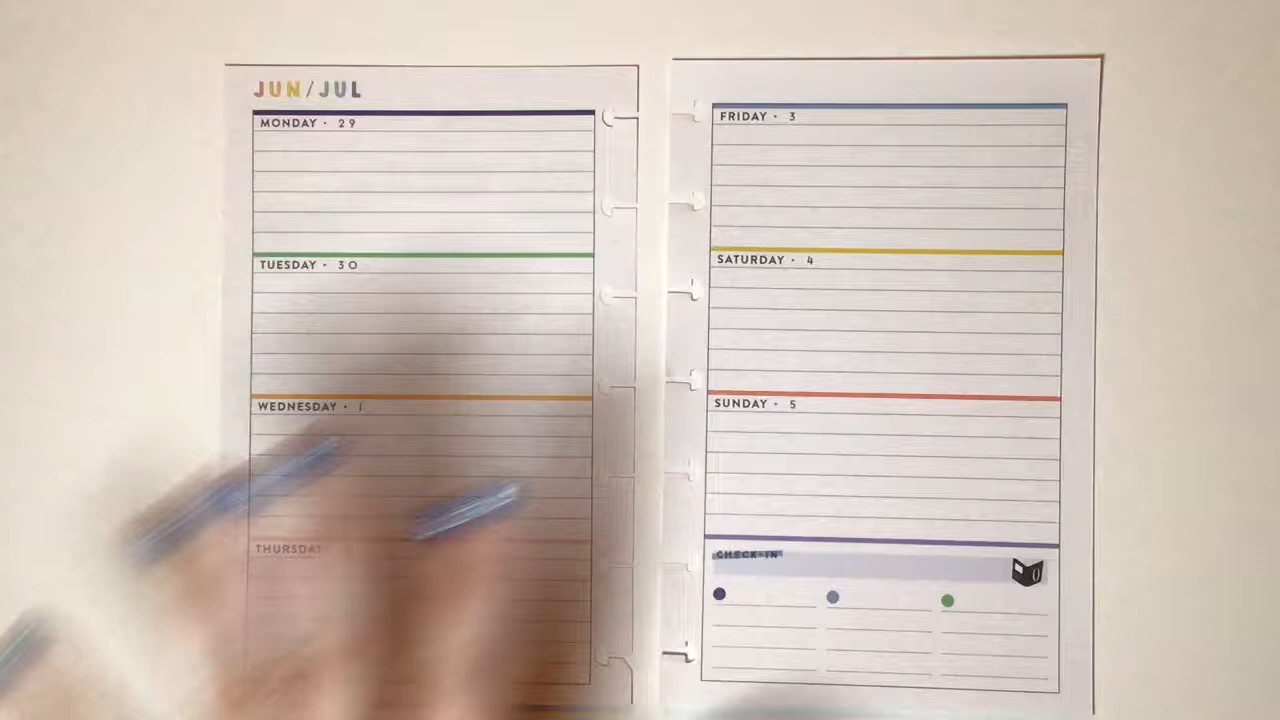 JUN/JUL
MONDAY · 29
TUESDAY · 30
WEDNESDAY · 1
THURSDAY
FRIDAY · 3
SATURDAY · 4
SUNDAY · 5
CHECK-IN